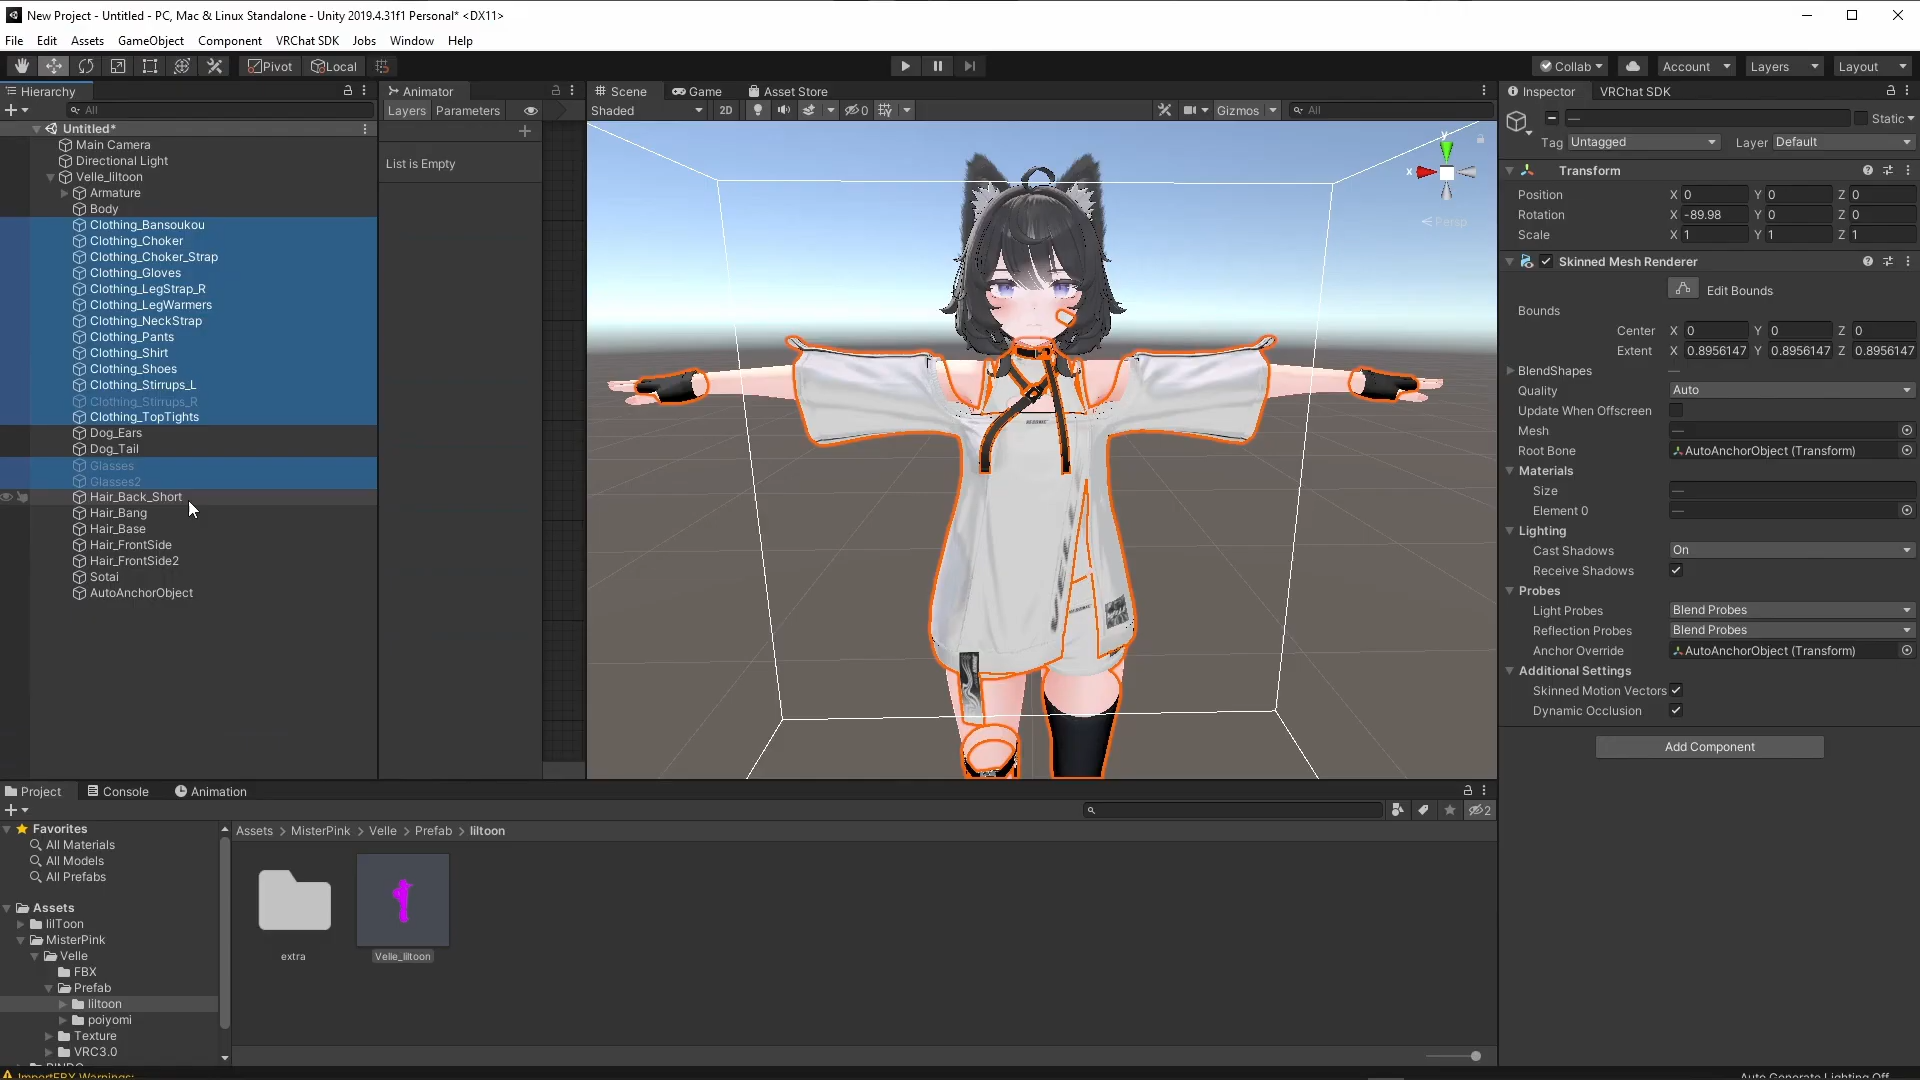 New Project - Untitled - PC, Mac & Linux Standalone - Unity 2019.4.31f1 Personal* <DX11>
File Edit Assets GameObject Component VRChat SDK Jobs Window Help
Pivot Local Collab Account Layers Layout
Hierarchy
All
Untitled*
Main Camera
Directional Light
Velle_liltoon
Armature
Body
Clothing_Bansoukou
Clothing_Choker
Clothing_Choker_Strap
Clothing_Gloves
Clothing_LegStrap_R
Clothing_LegWarmers
Clothing_NeckStrap
Clothing_Pants
Clothing_Shirt
Clothing_Shoes
Clothing_Stirrups_L
Clothing_Stirrups_R
Clothing_TopTights
Dog_Ears
Dog_Tail
Glasses
Glasses2
Hair_Back_Short
Hair_Bang
Hair_Base
Hair_FrontSide
Hair_FrontSide2
Sotai
AutoAnchorObject
Animator
Layers Parameters
List is Empty
Scene Game Asset Store
Shaded 2D 0 Gizmos All
y
x
Persp
Inspector VRChat SDK
— Static
Tag Untagged Layer Default
Transform
Position X 0 Y 0 Z 0
Rotation X -89.98 Y 0 Z 0
Scale X 1 Y 1 Z 1
Skinned Mesh Renderer
Edit Bounds
Bounds
Center X 0 Y 0 Z 0
Extent X 0.8956147 Y 0.8956147 Z 0.8956147
BlendShapes —
Quality Auto
Update When Offscreen
Mesh —
Root Bone AutoAnchorObject (Transform)
Materials
Size —
Element 0 —
Lighting
Cast Shadows On
Receive Shadows
Probes
Light Probes Blend Probes
Reflection Probes Blend Probes
Anchor Override AutoAnchorObject (Transform)
Additional Settings
Skinned Motion Vectors
Dynamic Occlusion
Add Component
Project Console Animation
2
Favorites
All Materials
All Models
All Prefabs
Assets
lilToon
MisterPink
Velle
FBX
Prefab
liltoon
poiyomi
Texture
VRC3.0
Assets > MisterPink > Velle > Prefab > liltoon
extra
Velle_liltoon
ImportFBX Warnings:
Auto Generate Lighting Off